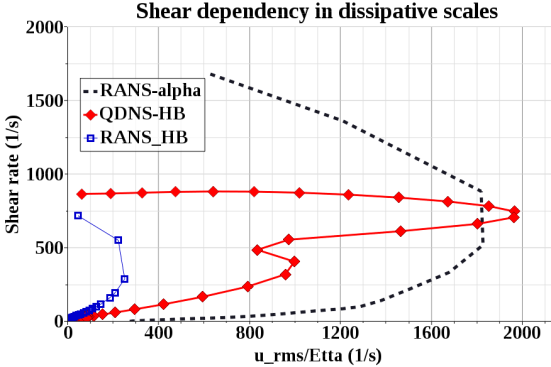 Shear dependency in dissipative scales
2000
1500
1000
500
0
Shear rate (1/s)
RANS-alpha
QDNS-HB
RANS_HB
0 400 800 1200 1600 2000
u_rms/Etta (1/s)